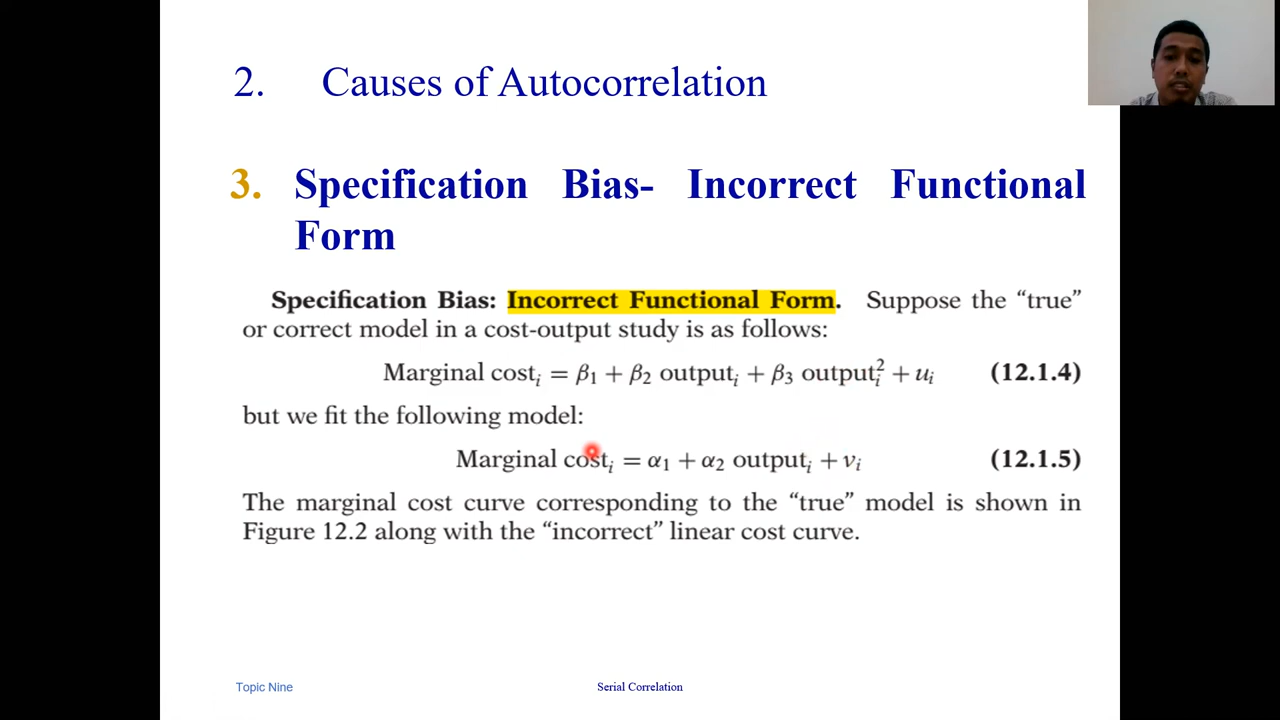 2. Causes of Autocorrelation
3. Specification Bias- Incorrect Functional
Form
Specification Bias: Incorrect Functional Form. Suppose the “true”
or correct model in a cost-output study is as follows:
Marginal costᵢ = β₁ + β₂ outputᵢ + β₃ outputᵢ² + uᵢ (12.1.4)
but we fit the following model:
Marginal costᵢ = α₁ + α₂ outputᵢ + vᵢ (12.1.5)
The marginal cost curve corresponding to the “true” model is shown in
Figure 12.2 along with the “incorrect” linear cost curve.
Topic Nine
Serial Correlation